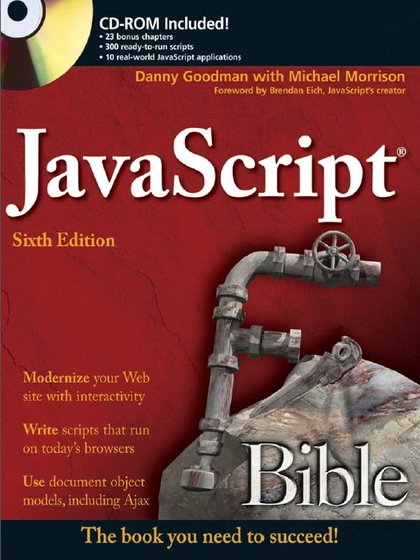 CD-ROM Included!
• 23 bonus chapters
• 300 ready-to-run scripts
• 10 real-world JavaScript applications
Danny Goodman with Michael Morrison
Foreword by Brendan Eich, JavaScript's creator
JavaScript®
Sixth Edition
Modernize your Web
site with interactivity
Write scripts that run
on today's browsers
Use document object
models, including Ajax
Bible
The book you need to succeed!